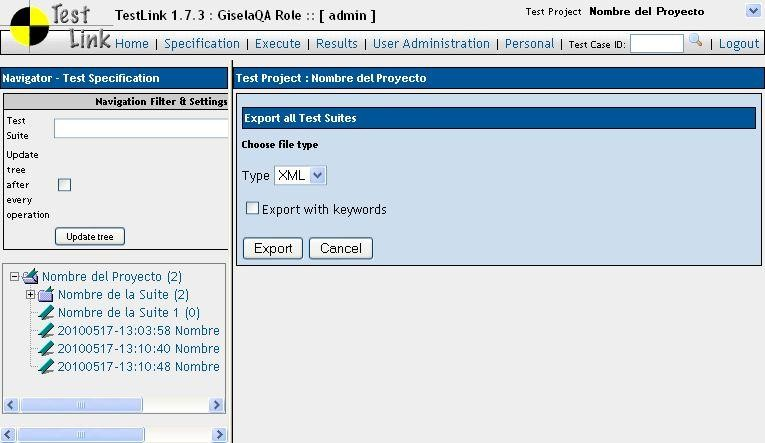 Test Link
TestLink 1.7.3 : GiselaQA Role :: [ admin ]
Test Project Nombre del Proyecto
Home | Specification | Execute | Results | User Administration | Personal | Test Case ID: | Logout
Navigator - Test Specification
Navigation Filter & Settings
Test
Suite
Update
tree
after
every
operation
Update tree
Nombre del Proyecto (2)
Nombre de la Suite (2)
Nombre de la Suite 1 (0)
20100517-13:03:58 Nombre
20100517-13:10:40 Nombre
20100517-13:10:48 Nombre
Test Project : Nombre del Proyecto
Export all Test Suites
Choose file type
Type XML
Export with keywords
Export Cancel